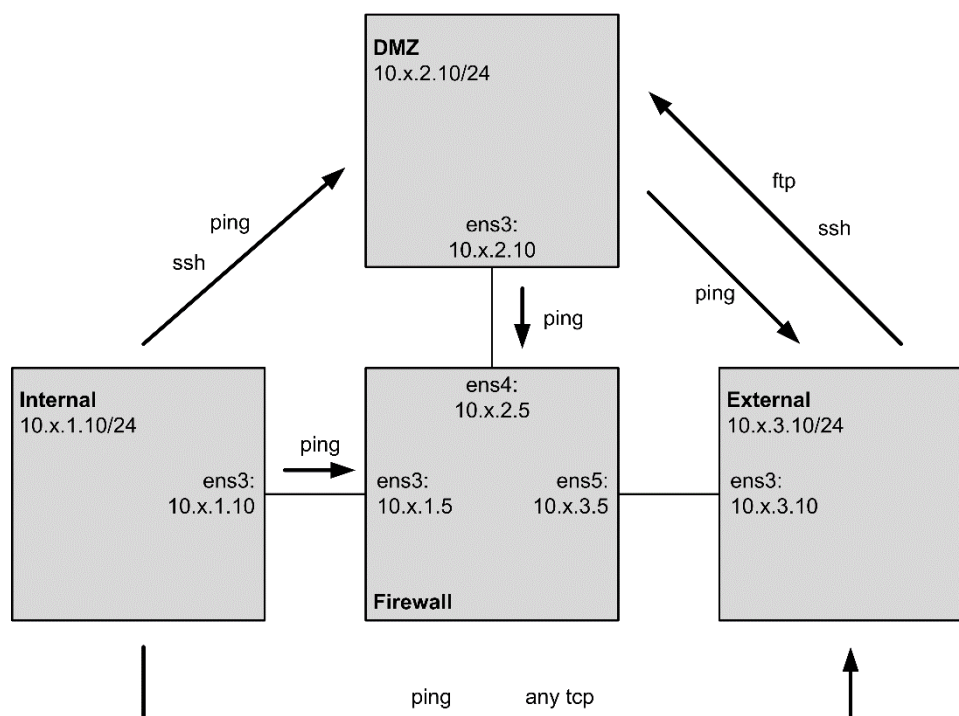 DMZ
10.x.2.10/24
ens3:
10.x.2.10
ping
ssh
ftp
ssh
ping
ping
Internal
10.x.1.10/24
ens3:
10.x.1.10
ping
ens4:
10.x.2.5
ens3:
10.x.1.5
ens5:
10.x.3.5
Firewall
External
10.x.3.10/24
ens3:
10.x.3.10
ping any tcp